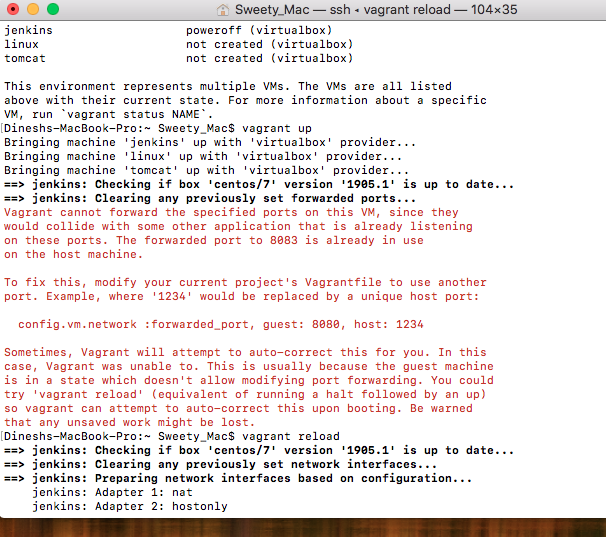 Sweety_Mac — ssh ◂ vagrant reload — 104×35
jenkins                   poweroff (virtualbox)
linux                     not created (virtualbox)
tomcat                    not created (virtualbox)
This environment represents multiple VMs. The VMs are all listed
above with their current state. For more information about a specific
VM, run `vagrant status NAME`.
[Dineshs-MacBook-Pro:~ Sweety_Mac$ vagrant up
Bringing machine 'jenkins' up with 'virtualbox' provider...
Bringing machine 'linux' up with 'virtualbox' provider...
Bringing machine 'tomcat' up with 'virtualbox' provider...
==> jenkins: Checking if box 'centos/7' version '1905.1' is up to date...
==> jenkins: Clearing any previously set forwarded ports...
Vagrant cannot forward the specified ports on this VM, since they
would collide with some other application that is already listening
on these ports. The forwarded port to 8083 is already in use
on the host machine.
To fix this, modify your current project's Vagrantfile to use another
port. Example, where '1234' would be replaced by a unique host port:
  config.vm.network :forwarded_port, guest: 8080, host: 1234
Sometimes, Vagrant will attempt to auto-correct this for you. In this
case, Vagrant was unable to. This is usually because the guest machine
is in a state which doesn't allow modifying port forwarding. You could
try 'vagrant reload' (equivalent of running a halt followed by an up)
so vagrant can attempt to auto-correct this upon booting. Be warned
that any unsaved work might be lost.
[Dineshs-MacBook-Pro:~ Sweety_Mac$ vagrant reload
==> jenkins: Checking if box 'centos/7' version '1905.1' is up to date...
==> jenkins: Clearing any previously set network interfaces...
==> jenkins: Preparing network interfaces based on configuration...
    jenkins: Adapter 1: nat
    jenkins: Adapter 2: hostonly